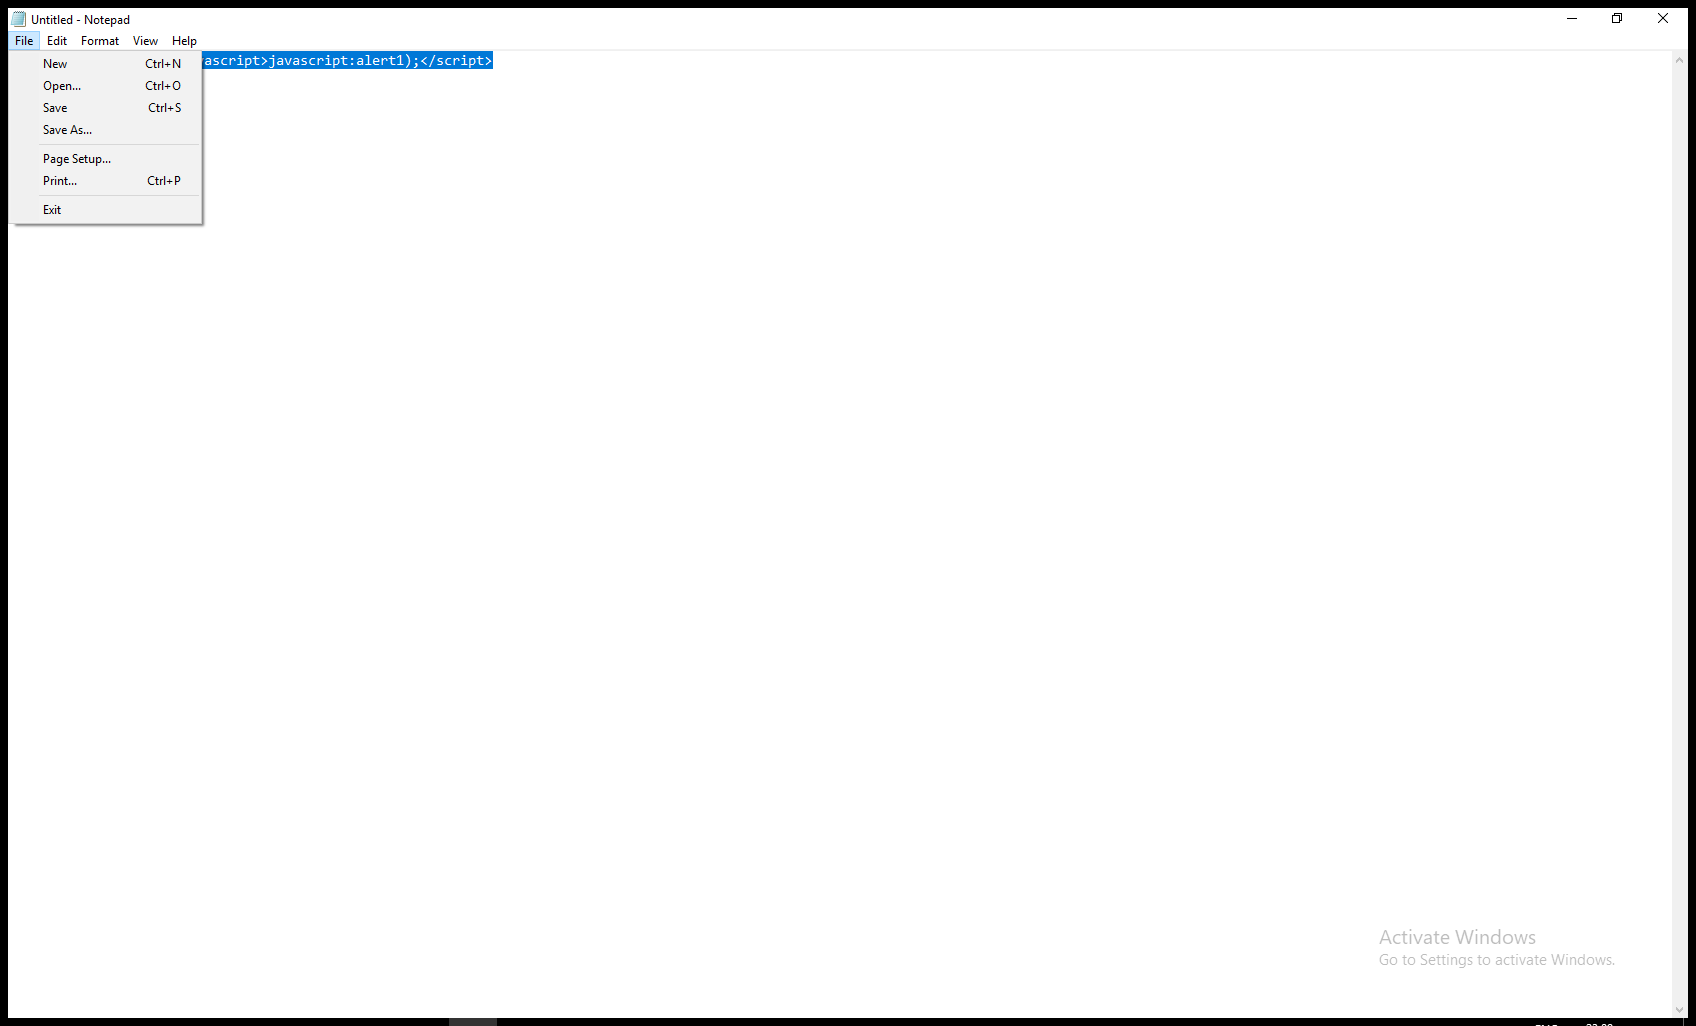 Untitled - Notepad
File Edit Format View Help
ascript>javascript:alert1);</script>
New Ctrl+N
Open... Ctrl+O
Save Ctrl+S
Save As...
Page Setup...
Print... Ctrl+P
Exit
Activate Windows
Go to Settings to activate Windows.